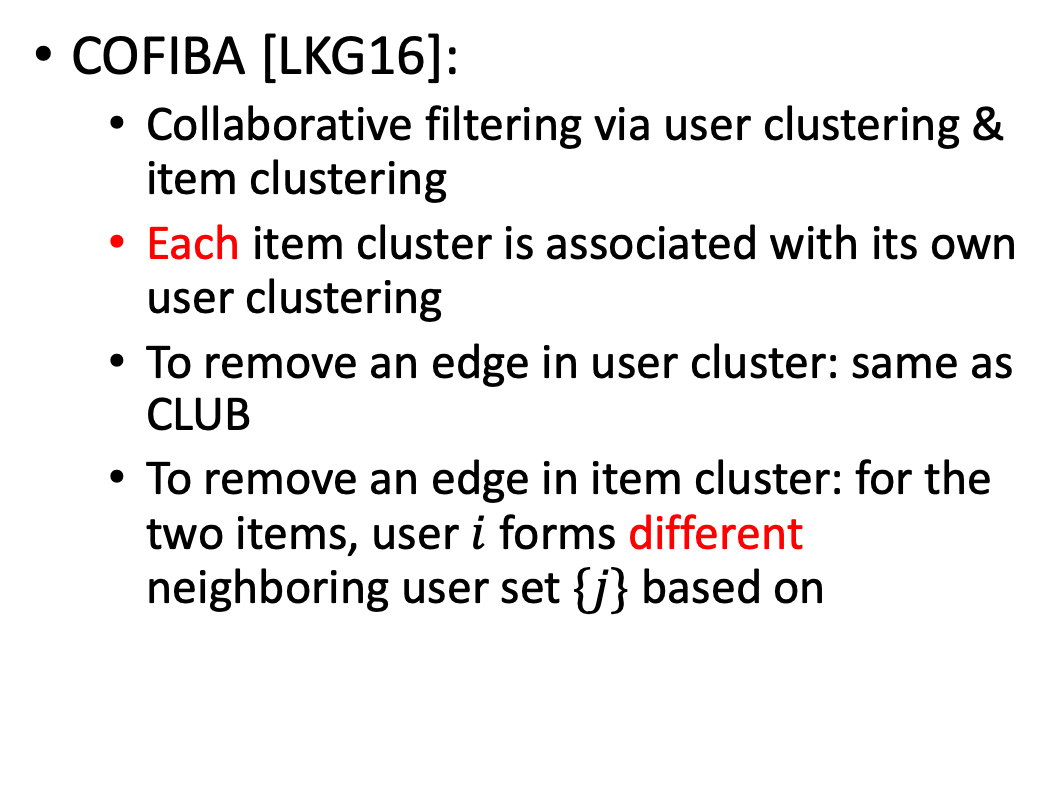 • COFIBA [LKG16]:
• Collaborative filtering via user clustering &
item clustering
• Each item cluster is associated with its own
user clustering
• To remove an edge in user cluster: same as
CLUB
• To remove an edge in item cluster: for the
two items, user 𝑖 forms different
neighboring user set {𝑗} based on